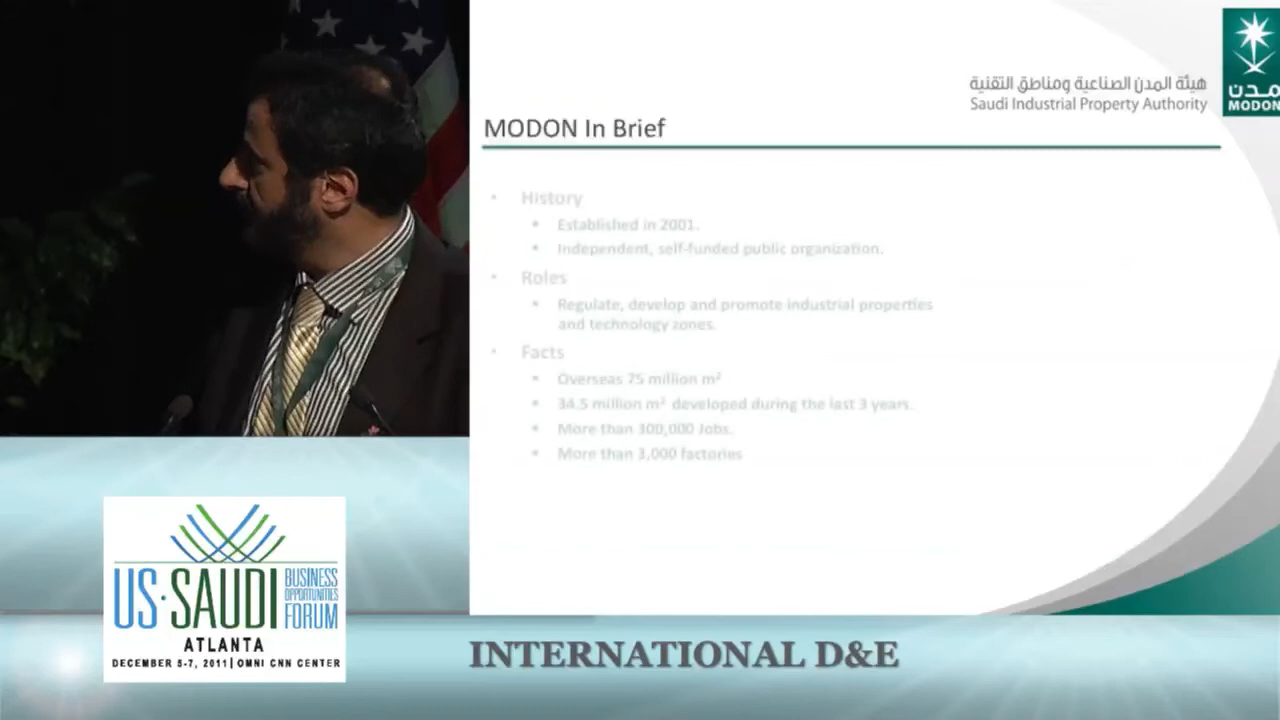 هيئة المدن الصناعية ومناطق التقنية
Saudi Industrial Property Authority
مدن
MODON
MODON In Brief
History
Established in 2001.
Independent, self-funded public organization.
Roles
Regulate, develop and promote industrial properties
and technology zones.
Facts
Overseas 75 million m²
34.5 million m² developed during the last 3 years.
More than 300,000 Jobs.
More than 3,000 factories
US·SAUDI
BUSINESS
OPPORTUNITIES
FORUM
ATLANTA
DECEMBER 5-7, 2011 | OMNI CNN CENTER
INTERNATIONAL D&E